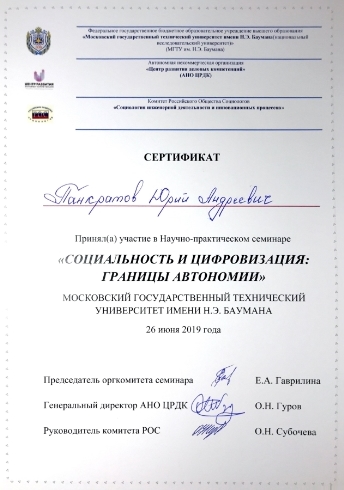 Федеральное государственное бюджетное образовательное учреждение высшего образования
«Московский государственный технический университет имени Н.Э. Баумана (национальный
исследовательский университет)»
(МГТУ им. Н.Э. Баумана)
Автономная некоммерческая организация
«Центр развития деловых компетенций»
(АНО ЦРДК)
Комитет Российского Общества Социологов
«Социология инженерной деятельности и инновационных процессов»
СЕРТИФИКАТ
Панкратов Юрий Андреевич
Принял(а) участие в Научно-практическом семинаре
«СОЦИАЛЬНОСТЬ И ЦИФРОВИЗАЦИЯ:
ГРАНИЦЫ АВТОНОМИИ»
МОСКОВСКИЙ ГОСУДАРСТВЕННЫЙ ТЕХНИЧЕСКИЙ
УНИВЕРСИТЕТ ИМЕНИ Н.Э. БАУМАНА
26 июня 2019 года
Председатель оргкомитета семинара Е.А. Гаврилина
Генеральный директор АНО ЦРДК О.Н. Гуров
Руководитель комитета РОС О.Н. Субочева